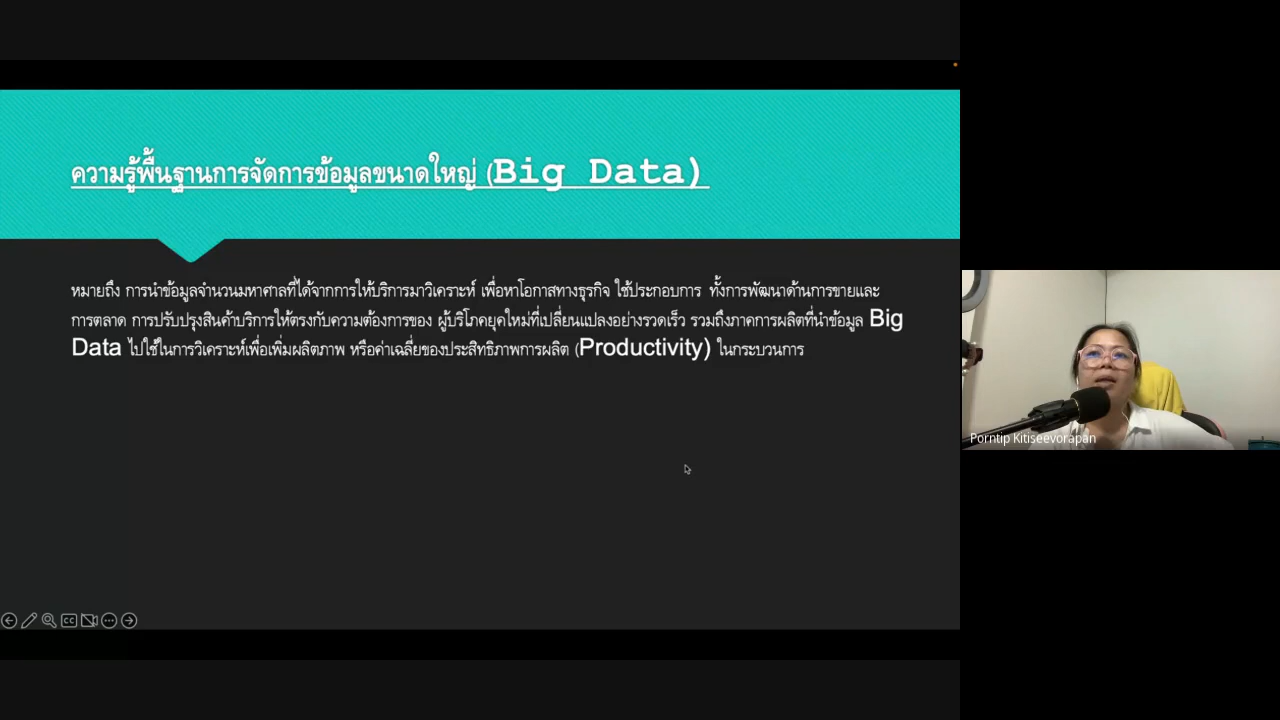 ความรู้พื้นฐานการจัดการข้อมูลขนาดใหญ่ (Big Data)
หมายถึง การนำข้อมูลจำนวนมหาศาลที่ได้จากการให้บริการมาวิเคราะห์ เพื่อหาโอกาสทางธุรกิจ ใช้ประกอบการ ทั้งการพัฒนาด้านการขายและ
การตลาด การปรับปรุงสินค้าบริการให้ตรงกับความต้องการของ ผู้บริโภคยุคใหม่ที่เปลี่ยนแปลงอย่างรวดเร็ว รวมถึงภาคการผลิตที่นำข้อมูล Big
Data ไปใช้ในการวิเคราะห์เพื่อเพิ่มผลิตภาพ หรือค่าเฉลี่ยของประสิทธิภาพการผลิต (Productivity) ในกระบวนการ
Porntip Kitiseevorapan
CC